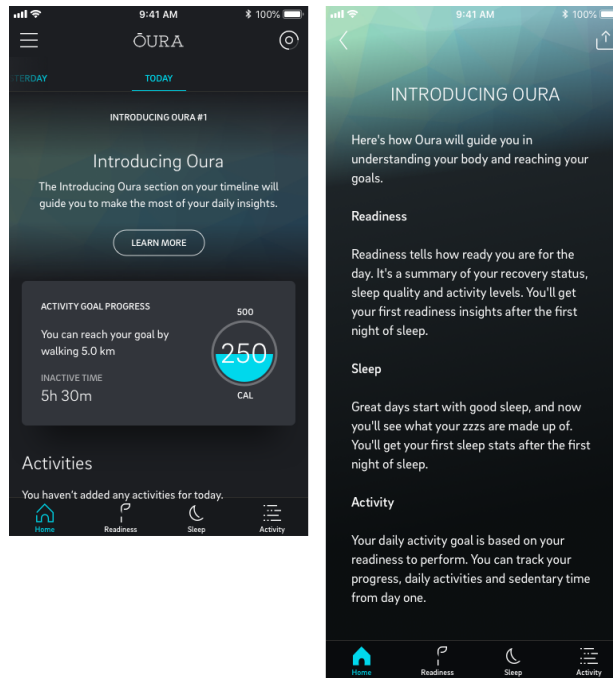 9:41 AM
100%
ŌURA
TERDAY
TODAY
INTRODUCING OURA #1
Introducing Oura
The Introducing Oura section on your timeline will
guide you to make the most of your daily insights.
LEARN MORE
ACTIVITY GOAL PROGRESS
You can reach your goal by
walking 5.0 km
INACTIVE TIME
5h 30m
500
250
CAL
Activities
You haven't added any activities for today.
Home
Readiness
Sleep
Activity
9:41 AM
100%
INTRODUCING OURA
Here's how Oura will guide you in
understanding your body and reaching your
goals.
Readiness
Readiness tells how ready you are for the
day. It's a summary of your recovery status,
sleep quality and activity levels. You'll get
your first readiness insights after the first
night of sleep.
Sleep
Great days start with good sleep, and now
you'll see what your zzzs are made up of.
You'll get your first sleep stats after the first
night of sleep.
Activity
Your daily activity goal is based on your
readiness to perform. You can track your
progress, daily activities and sedentary time
from day one.
Home
Readiness
Sleep
Activity